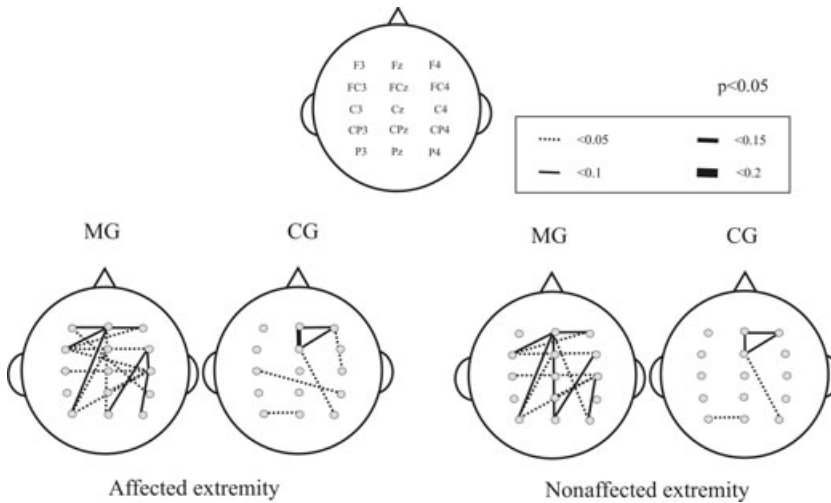 F3 Fz F4
FC3 FCz FC4
C3 Cz C4
CP3 CPz CP4
P3 Pz P4
p<0.05
<0.05 <0.15
<0.1 <0.2
MG CG MG CG
Affected extremity Nonaffected extremity